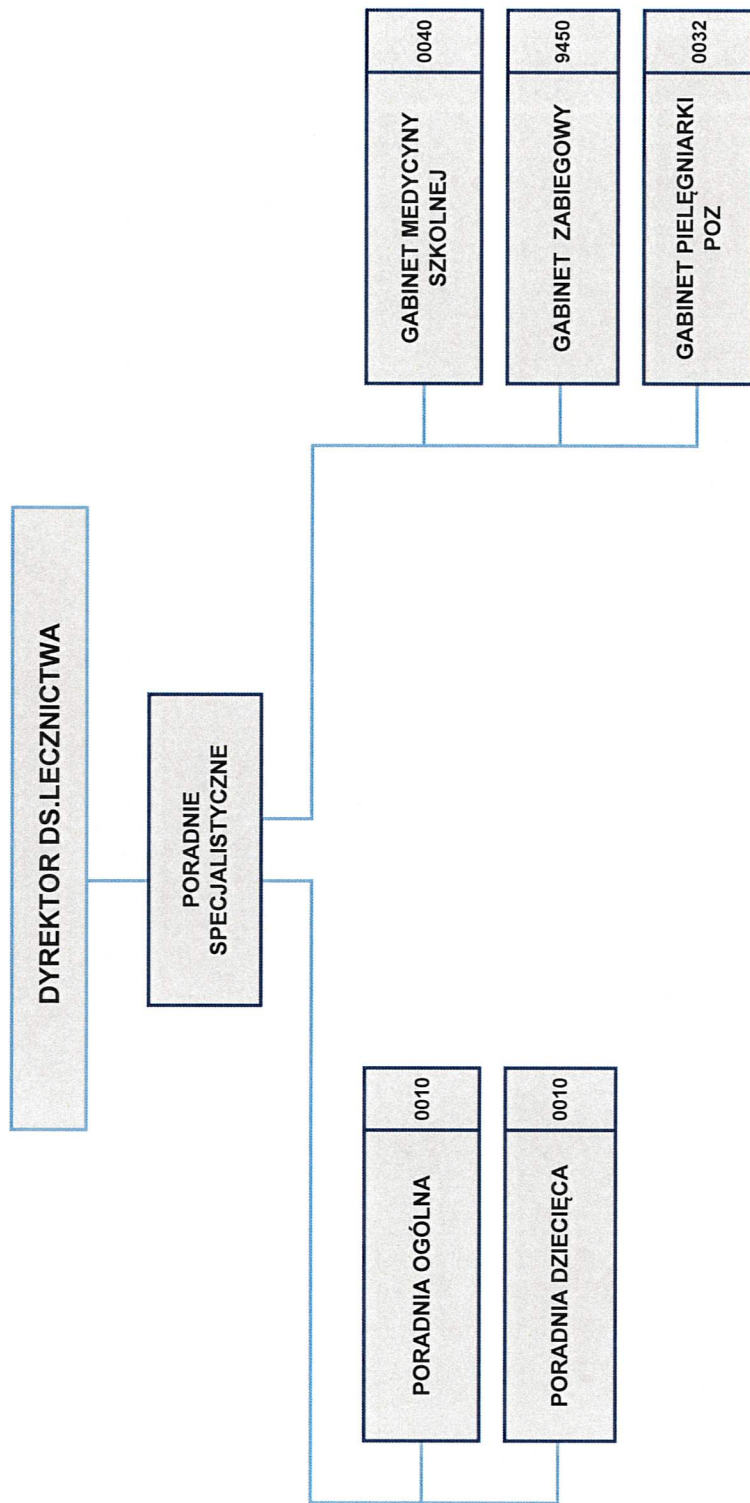 DYREKTOR DS.LECZNICTWA
PORADNIE
SPECJALISTYCZNE
PORADNIA OGÓLNA
0010
PORADNIA DZIECIĘCA
0010
GABINET MEDYCYNY
SZKOLNEJ
0040
GABINET ZABIEGOWY
9450
GABINET PIELĘGNIARKI
POZ
0032